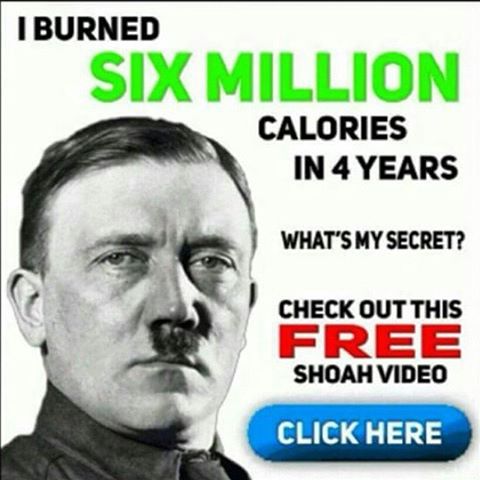 I BURNED
SIX MILLION
CALORIES
IN 4 YEARS
WHAT'S MY SECRET?
CHECK OUT THIS
FREE
SHOAH VIDEO
CLICK HERE